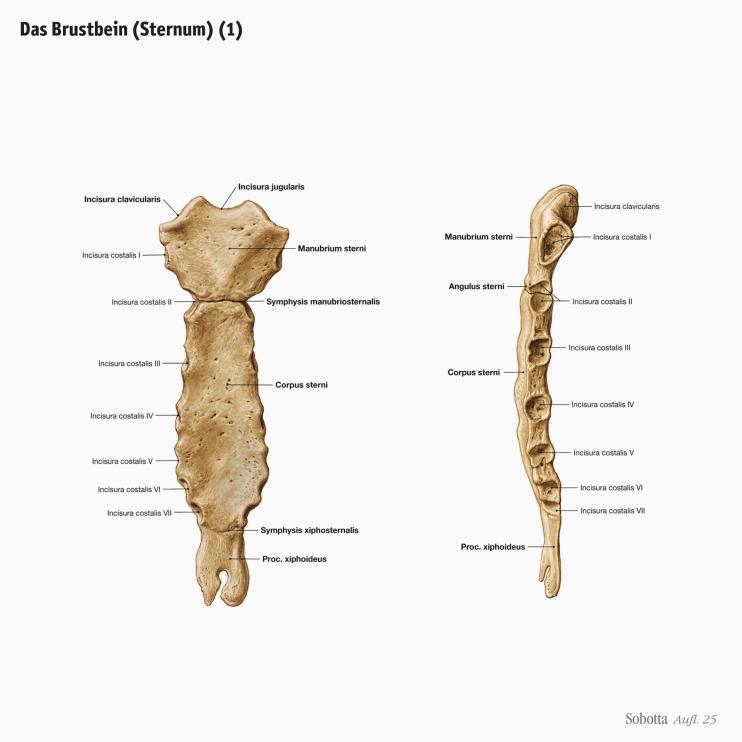 Das Brustbein (Sternum) (1)
Incisura jugularis
Incisura clavicularis
Manubrium sterni
Incisura costalis I
Incisura costalis II
Symphysis manubriosternalis
Incisura costalis III
Corpus sterni
Incisura costalis IV
Incisura costalis V
Incisura costalis VI
Incisura costalis VII
Symphysis xiphosternalis
Proc. xiphoideus
Incisura clavicularis
Manubrium sterni
Incisura costalis I
Angulus sterni
Incisura costalis II
Incisura costalis III
Corpus sterni
Incisura costalis IV
Incisura costalis V
Incisura costalis VI
Incisura costalis VII
Proc. xiphoideus
Sobotta Aufl. 25